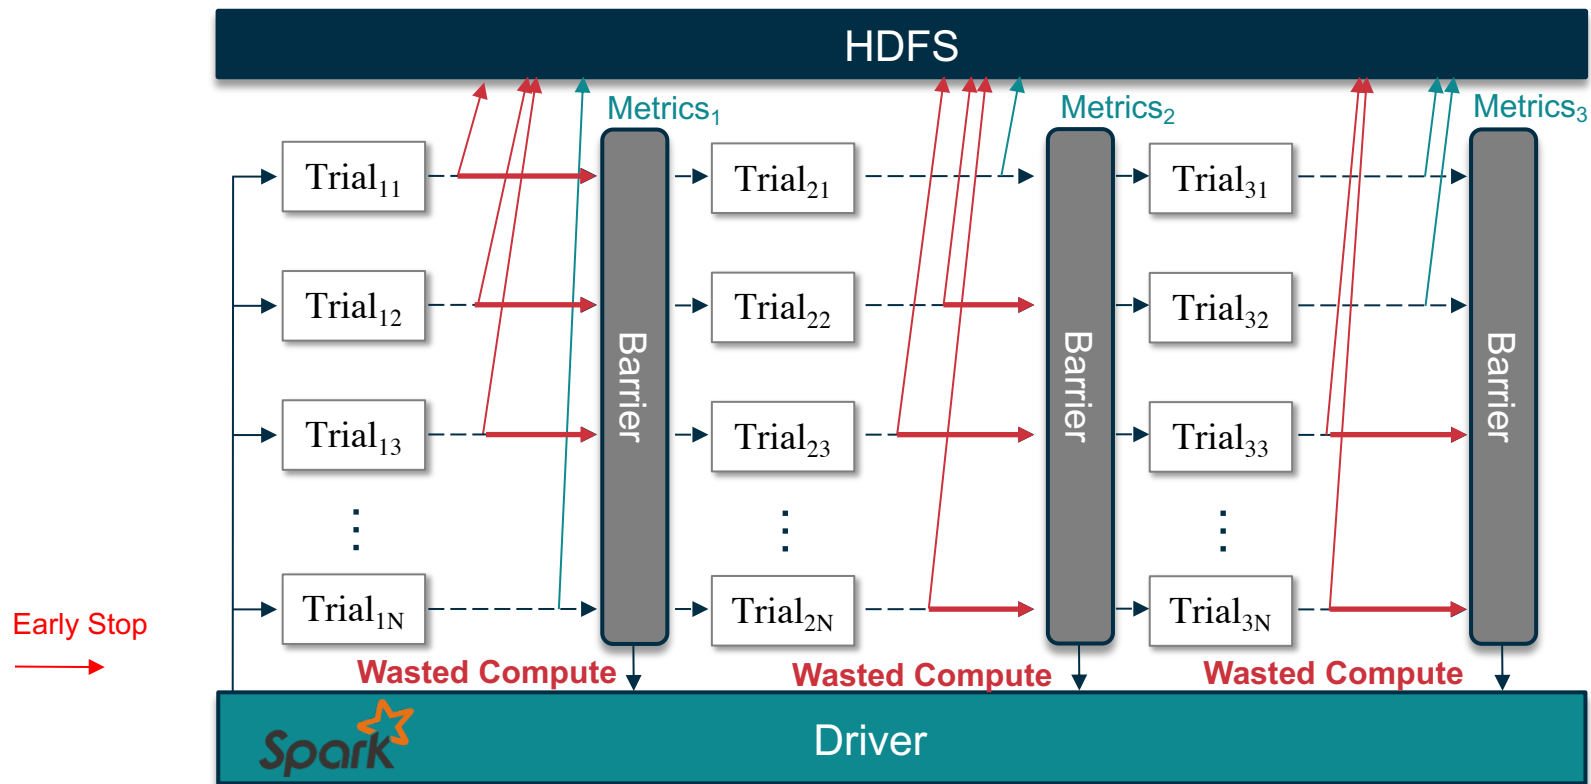 HDFS
Metrics₁
Metrics₂
Metrics₃
Trial₁₁
Trial₂₁
Trial₃₁
Trial₁₂
Trial₂₂
Trial₃₂
Barrier
Barrier
Barrier
Trial₁₃
Trial₂₃
Trial₃₃
Trial₁N
Trial₂N
Trial₃N
Early Stop
Wasted Compute
Wasted Compute
Wasted Compute
Spark
Driver